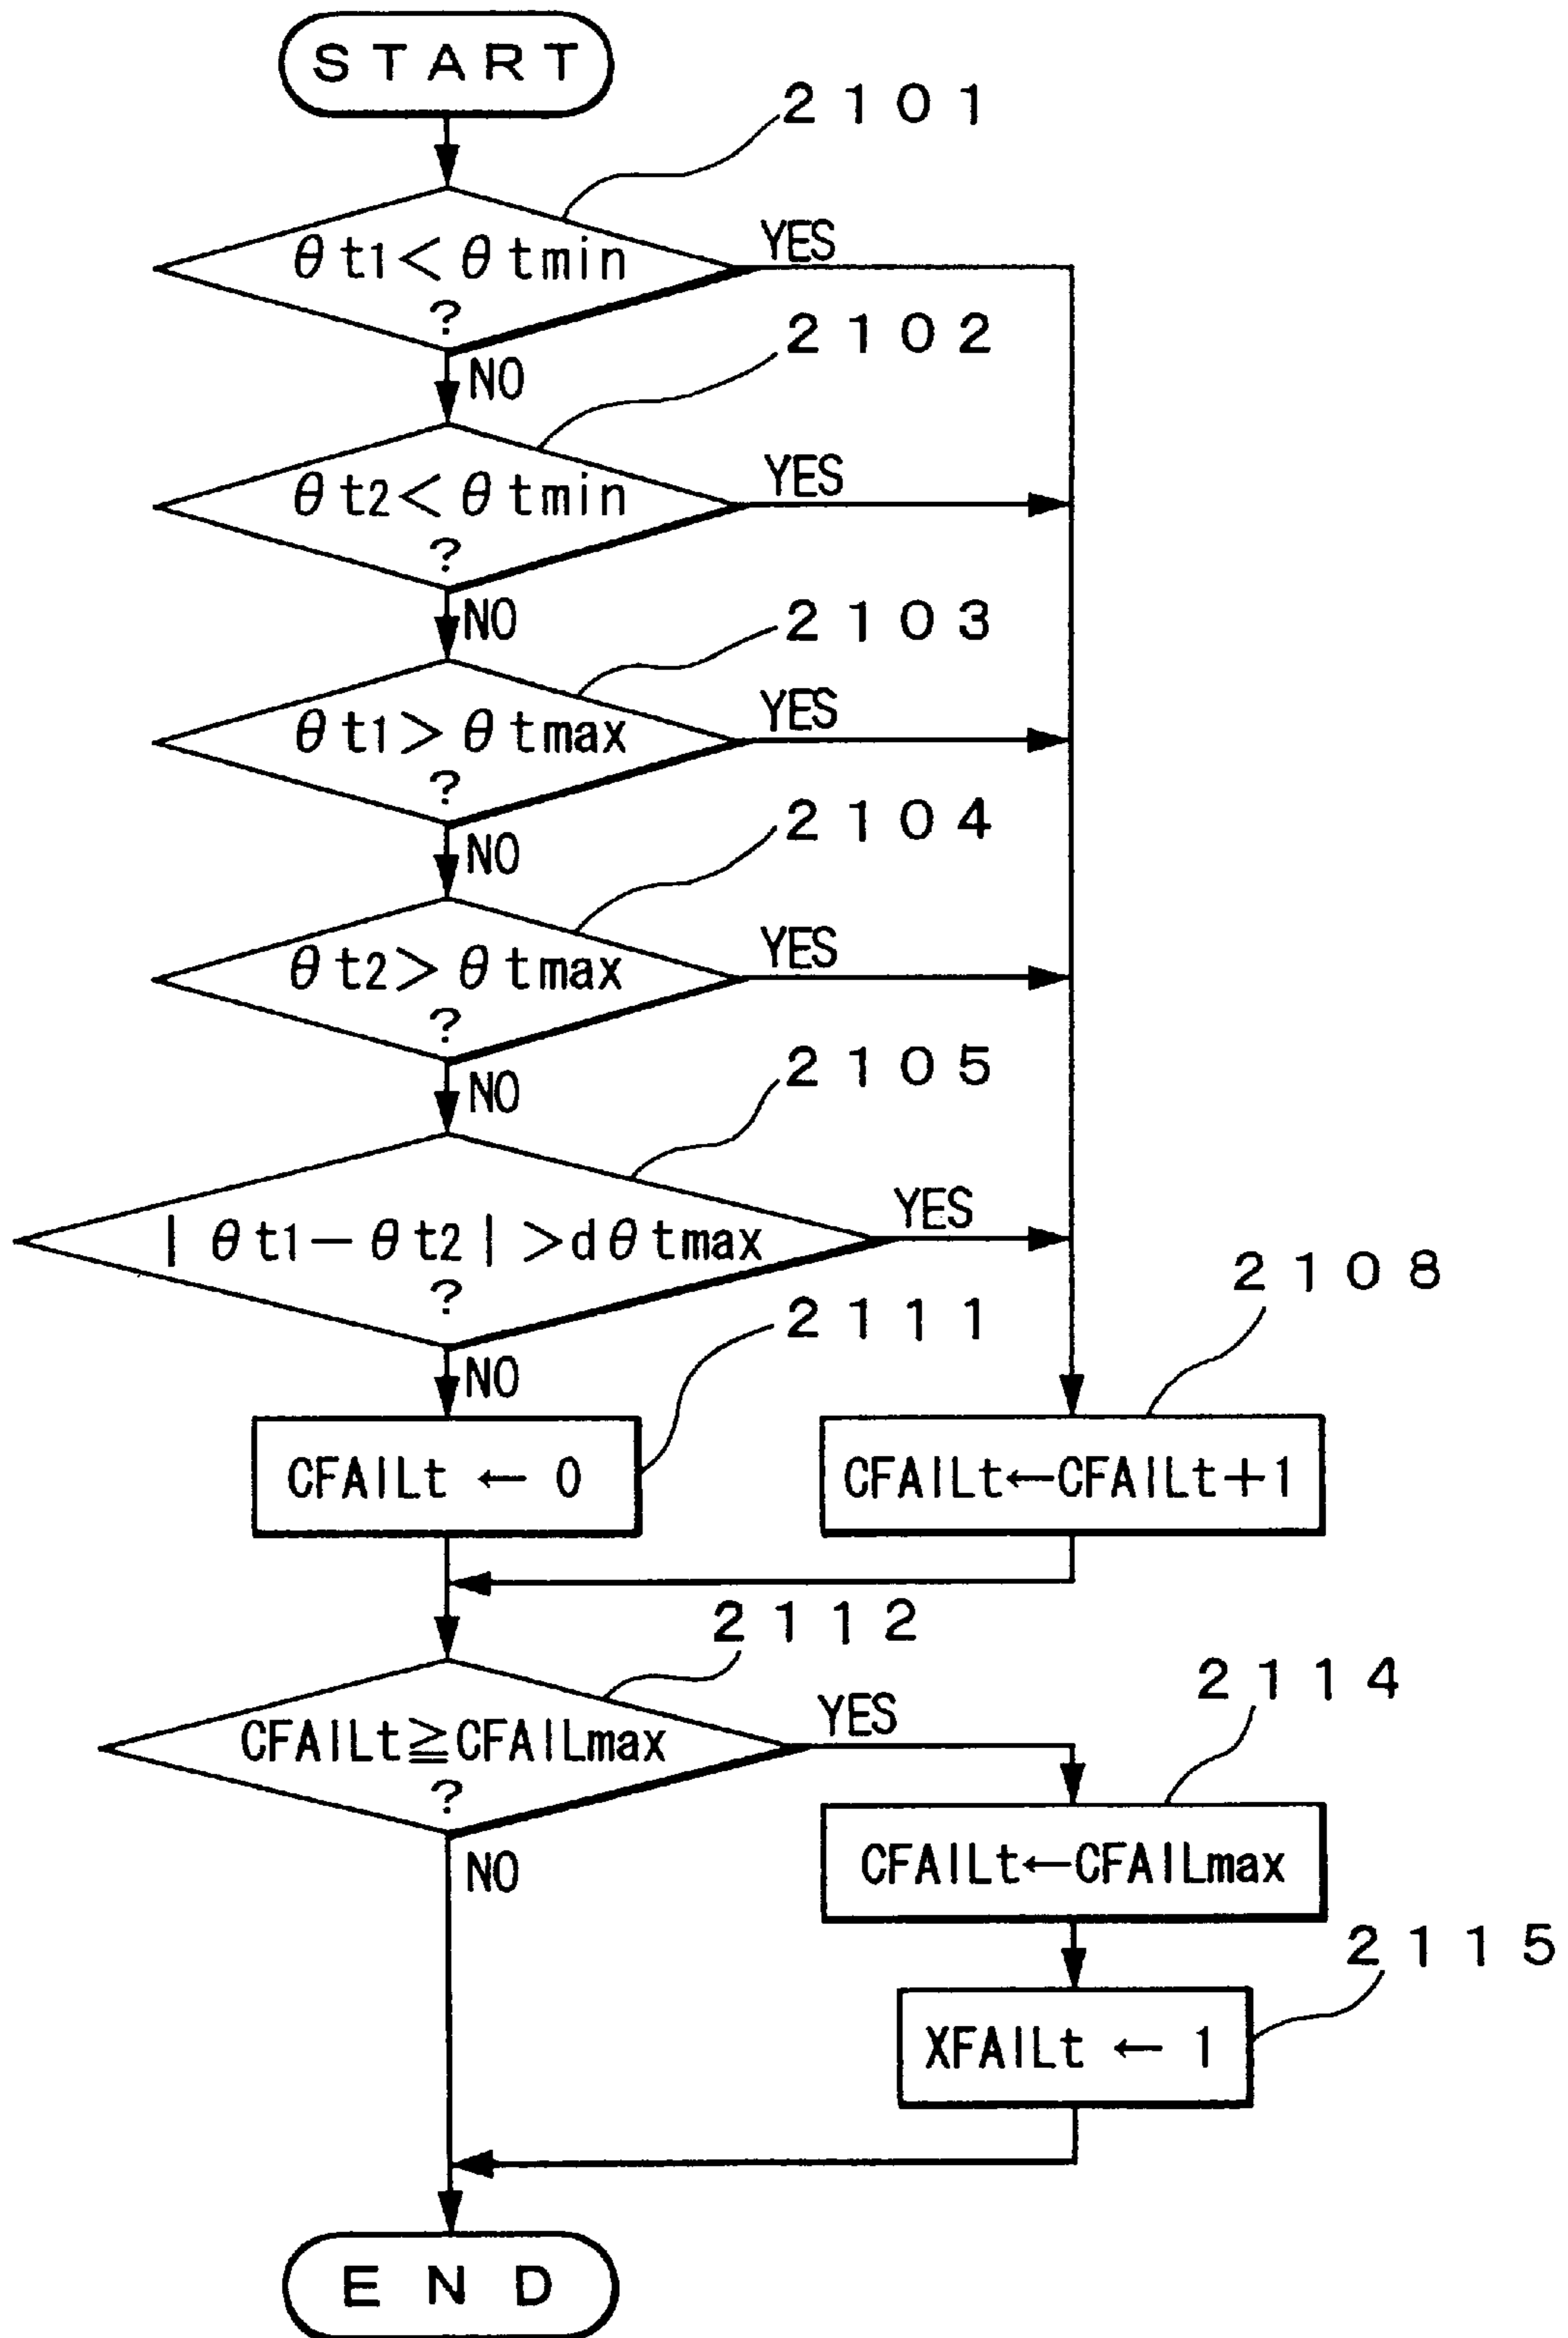 START
2101
θt1<θtmin
?
YES
NO
2102
θt2<θtmin
?
YES
NO
2103
θt1>θtmax
?
YES
NO
2104
θt2>θtmax
?
YES
NO
2105
|θt1-θt2|>dθtmax
?
YES
NO
2111
2108
CFAILt ← 0
CFAILt←CFAILt+1
2112
CFAILt≧CFAILmax
?
YES
NO
2114
CFAILt←CFAILmax
2115
XFAILt ← 1
END